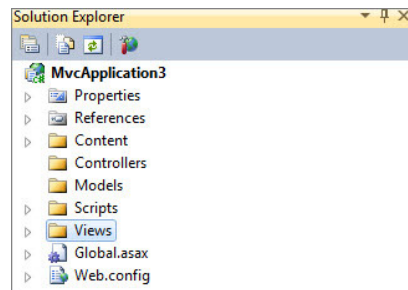 Solution Explorer
MvcApplication3
Properties
References
Content
Controllers
Models
Scripts
Views
Global.asax
Web.config